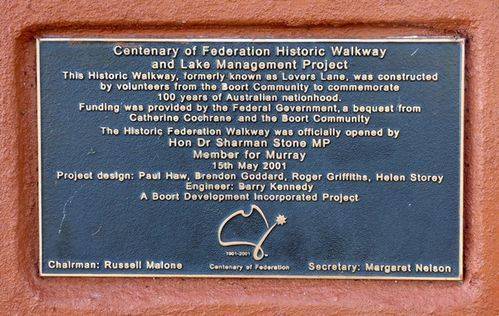 Centenary of Federation Historic Walkway
and Lake Management Project
This Historic Walkway, formerly known as Lovers Lane, was constructed
by volunteers from the Boort Community to commemorate
100 years of Australian nationhood.
Funding was provided by the Federal Government, a bequest from
Catherine Cochrane and the Boort Community
The Historic Federation Walkway was officially opened by
Hon Dr Sharman Stone MP
Member for Murray
15th May 2001
Project design: Paul Haw, Brendon Goddard, Roger Griffiths, Helen Storey
Engineer: Barry Kennedy
A Boort Development Incorporated Project
1901-2001
Centenary of Federation
Chairman: Russell Malone
Secretary: Margaret Nelson